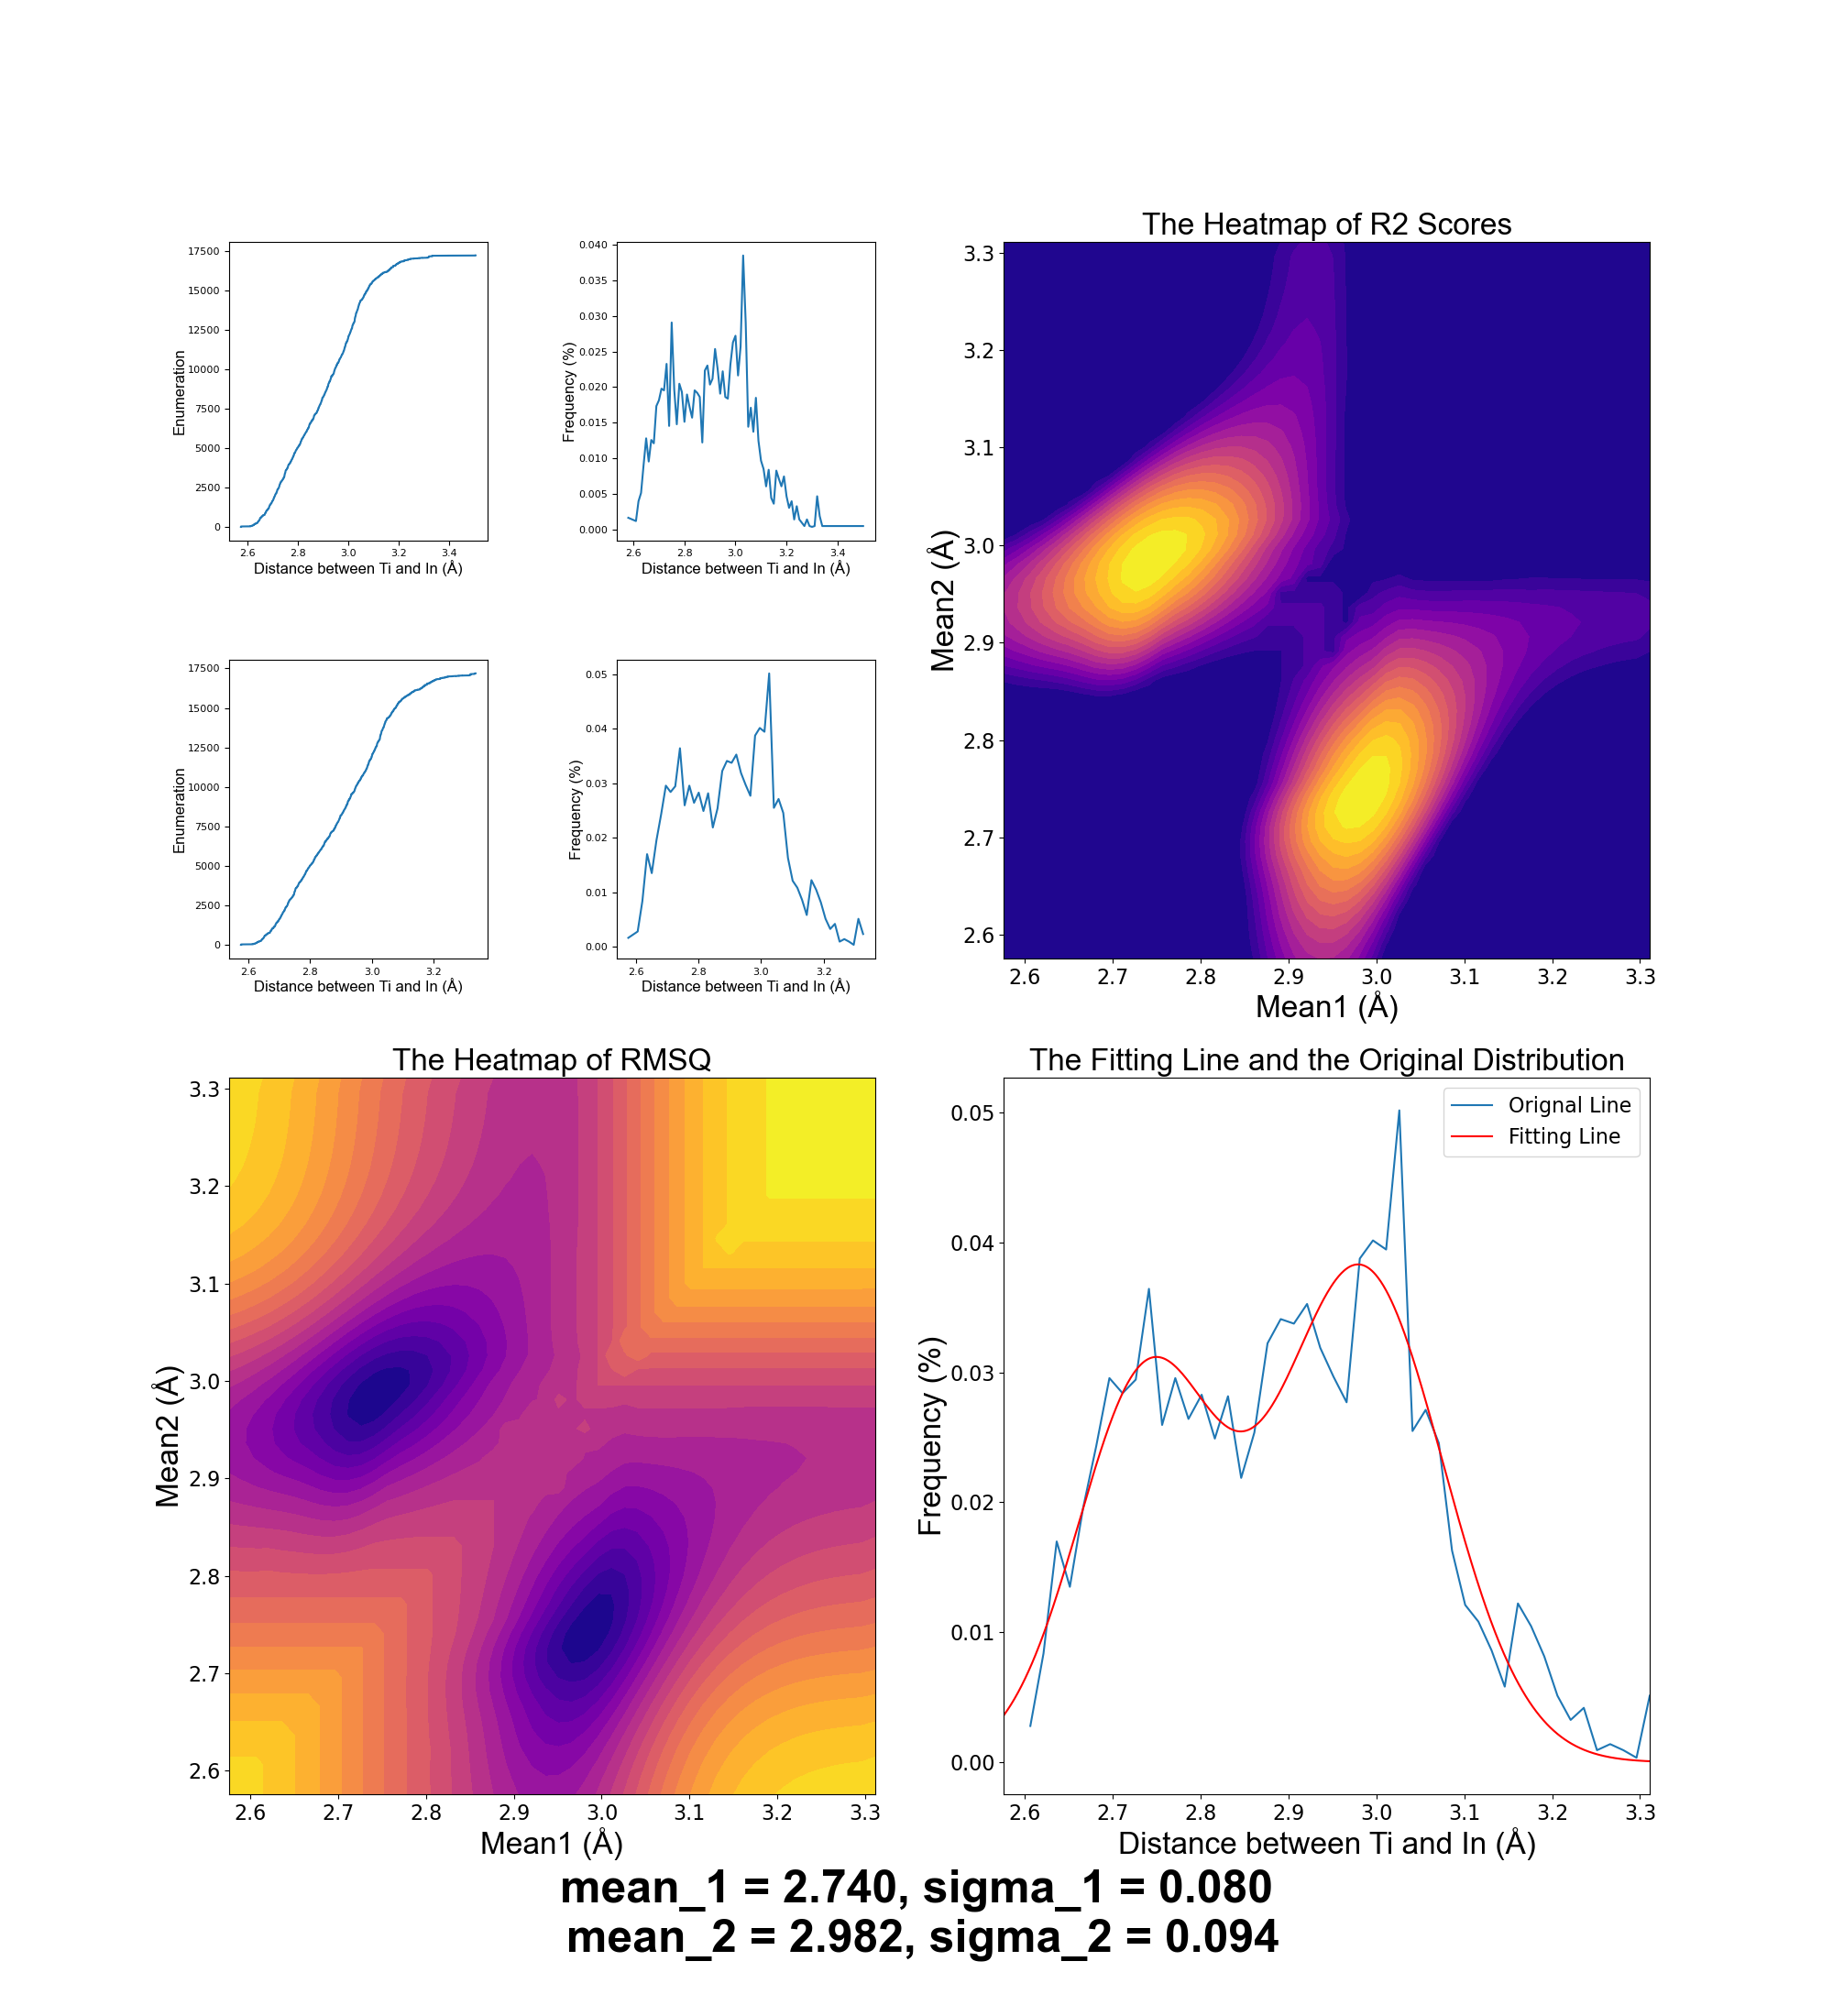 17500
15000
12500
10000
7500
5000
2500
0
Enumeration
2.6 2.8 3.0 3.2 3.4
Distance between Ti and In (Å)
0.040
0.035
0.030
0.025
0.020
0.015
0.010
0.005
0.000
Frequency (%)
2.6 2.8 3.0 3.2 3.4
Distance between Ti and In (Å)
The Heatmap of R2 Scores
3.3
3.2
3.1
3.0
2.9
2.8
2.7
2.6
Mean2 (Å)
2.6 2.7 2.8 2.9 3.0 3.1 3.2 3.3
Mean1 (Å)
17500
15000
12500
10000
7500
5000
2500
0
Enumeration
2.6 2.8 3.0 3.2
Distance between Ti and In (Å)
0.05
0.04
0.03
0.02
0.01
0.00
Frequency (%)
2.6 2.8 3.0 3.2
Distance between Ti and In (Å)
The Heatmap of RMSQ
3.3
3.2
3.1
3.0
2.9
2.8
2.7
2.6
Mean2 (Å)
2.6 2.7 2.8 2.9 3.0 3.1 3.2 3.3
Mean1 (Å)
The Fitting Line and the Original Distribution
Orignal Line
Fitting Line
0.05
0.04
0.03
0.02
0.01
0.00
Frequency (%)
2.6 2.7 2.8 2.9 3.0 3.1 3.2 3.3
Distance between Ti and In (Å)
mean_1 = 2.740, sigma_1 = 0.080
mean_2 = 2.982, sigma_2 = 0.094